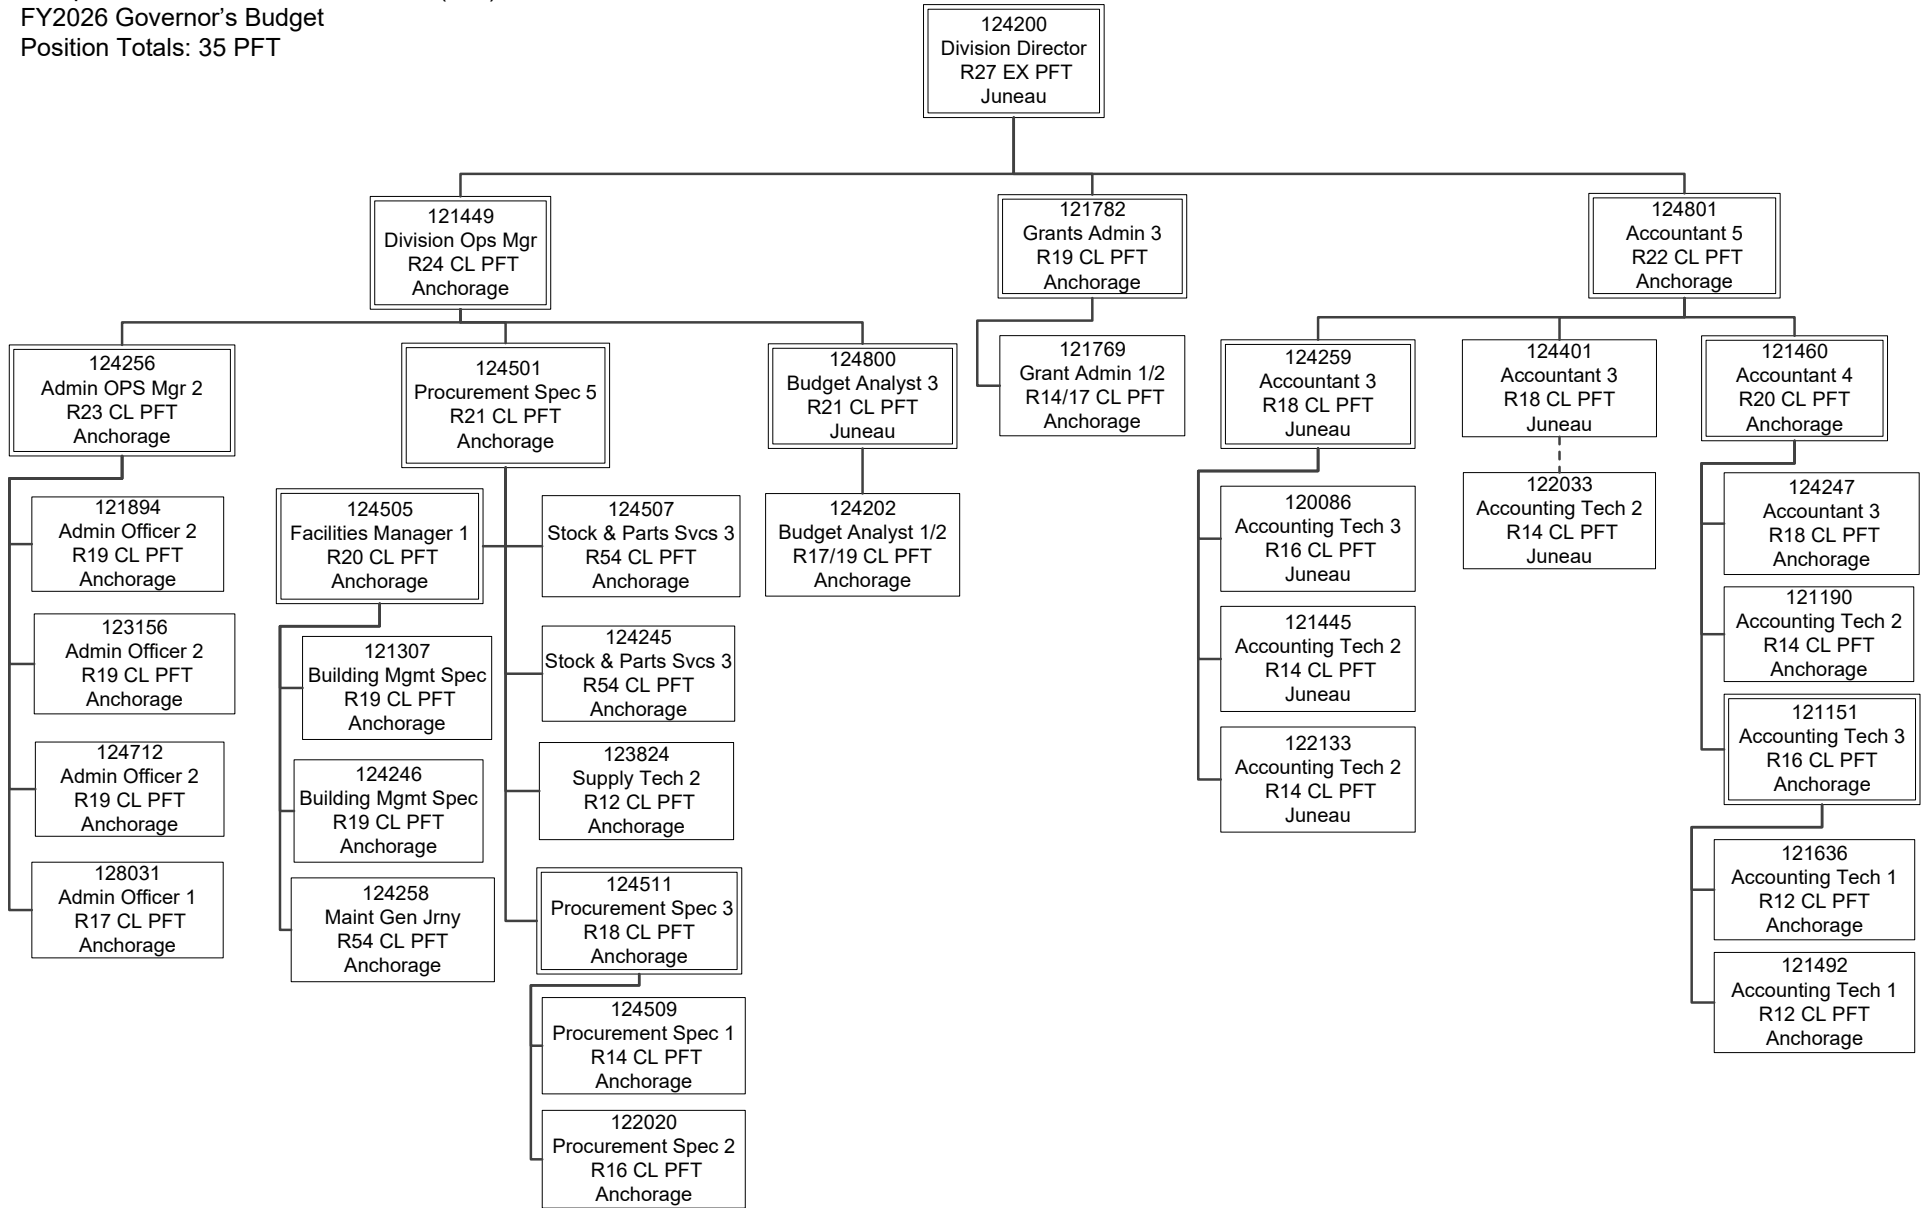 FY2026 Governor’s Budget
Position Totals: 35 PFT
124200
Division Director
R27 EX PFT
Juneau
121449
Division Ops Mgr
R24 CL PFT
Anchorage
121782
Grants Admin 3
R19 CL PFT
Anchorage
124801
Accountant 5
R22 CL PFT
Anchorage
124256
Admin OPS Mgr 2
R23 CL PFT
Anchorage
124501
Procurement Spec 5
R21 CL PFT
Anchorage
124800
Budget Analyst 3
R21 CL PFT
Juneau
121769
Grant Admin 1/2
R14/17 CL PFT
Anchorage
124259
Accountant 3
R18 CL PFT
Juneau
124401
Accountant 3
R18 CL PFT
Juneau
121460
Accountant 4
R20 CL PFT
Anchorage
121894
Admin Officer 2
R19 CL PFT
Anchorage
123156
Admin Officer 2
R19 CL PFT
Anchorage
124712
Admin Officer 2
R19 CL PFT
Anchorage
128031
Admin Officer 1
R17 CL PFT
Anchorage
124505
Facilities Manager 1
R20 CL PFT
Anchorage
121307
Building Mgmt Spec
R19 CL PFT
Anchorage
124246
Building Mgmt Spec
R19 CL PFT
Anchorage
124258
Maint Gen Jrny
R54 CL PFT
Anchorage
124507
Stock & Parts Svcs 3
R54 CL PFT
Anchorage
124245
Stock & Parts Svcs 3
R54 CL PFT
Anchorage
123824
Supply Tech 2
R12 CL PFT
Anchorage
124511
Procurement Spec 3
R18 CL PFT
Anchorage
124509
Procurement Spec 1
R14 CL PFT
Anchorage
122020
Procurement Spec 2
R16 CL PFT
Anchorage
124202
Budget Analyst 1/2
R17/19 CL PFT
Anchorage
120086
Accounting Tech 3
R16 CL PFT
Juneau
121445
Accounting Tech 2
R14 CL PFT
Juneau
122133
Accounting Tech 2
R14 CL PFT
Juneau
122033
Accounting Tech 2
R14 CL PFT
Juneau
124247
Accountant 3
R18 CL PFT
Anchorage
121190
Accounting Tech 2
R14 CL PFT
Anchorage
121151
Accounting Tech 3
R16 CL PFT
Anchorage
121636
Accounting Tech 1
R12 CL PFT
Anchorage
121492
Accounting Tech 1
R12 CL PFT
Anchorage